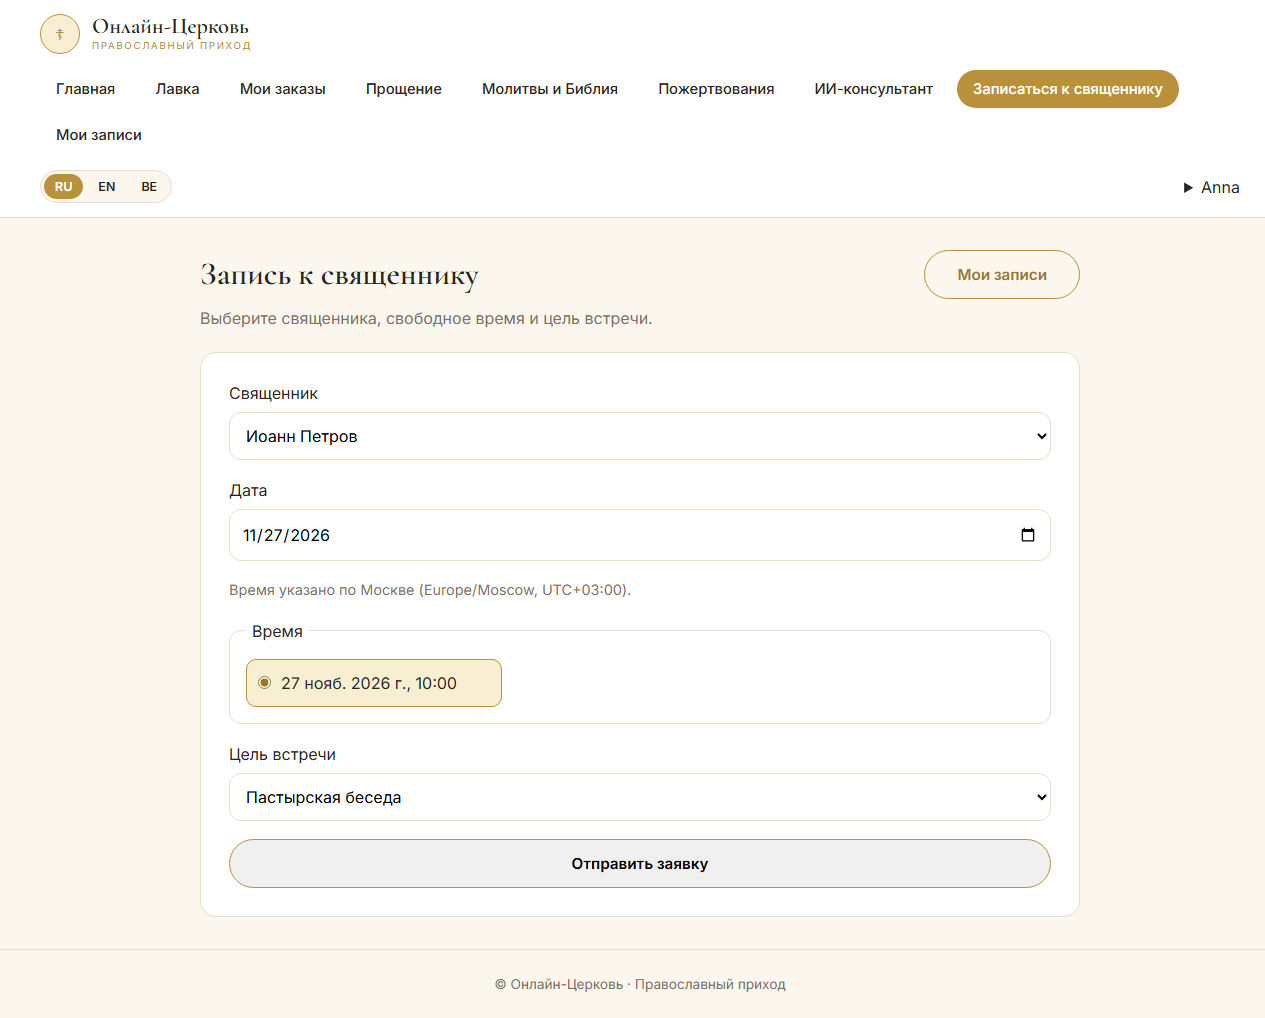 Онлайн-Церковь
ПРАВОСЛАВНЫЙ ПРИХОД
Главная Лавка Мои заказы Прощение Молитвы и Библия Пожертвования ИИ-консультант Записаться к священнику
Мои записи
RU EN BE Anna
Запись к священнику Мои записи
Выберите священника, свободное время и цель встречи.
Священник
Иоанн Петров
Дата
11/27/2026
Время указано по Москве (Europe/Moscow, UTC+03:00).
Время
27 нояб. 2026 г., 10:00
Цель встречи
Пастырская беседа
Отправить заявку
© Онлайн-Церковь · Православный приход